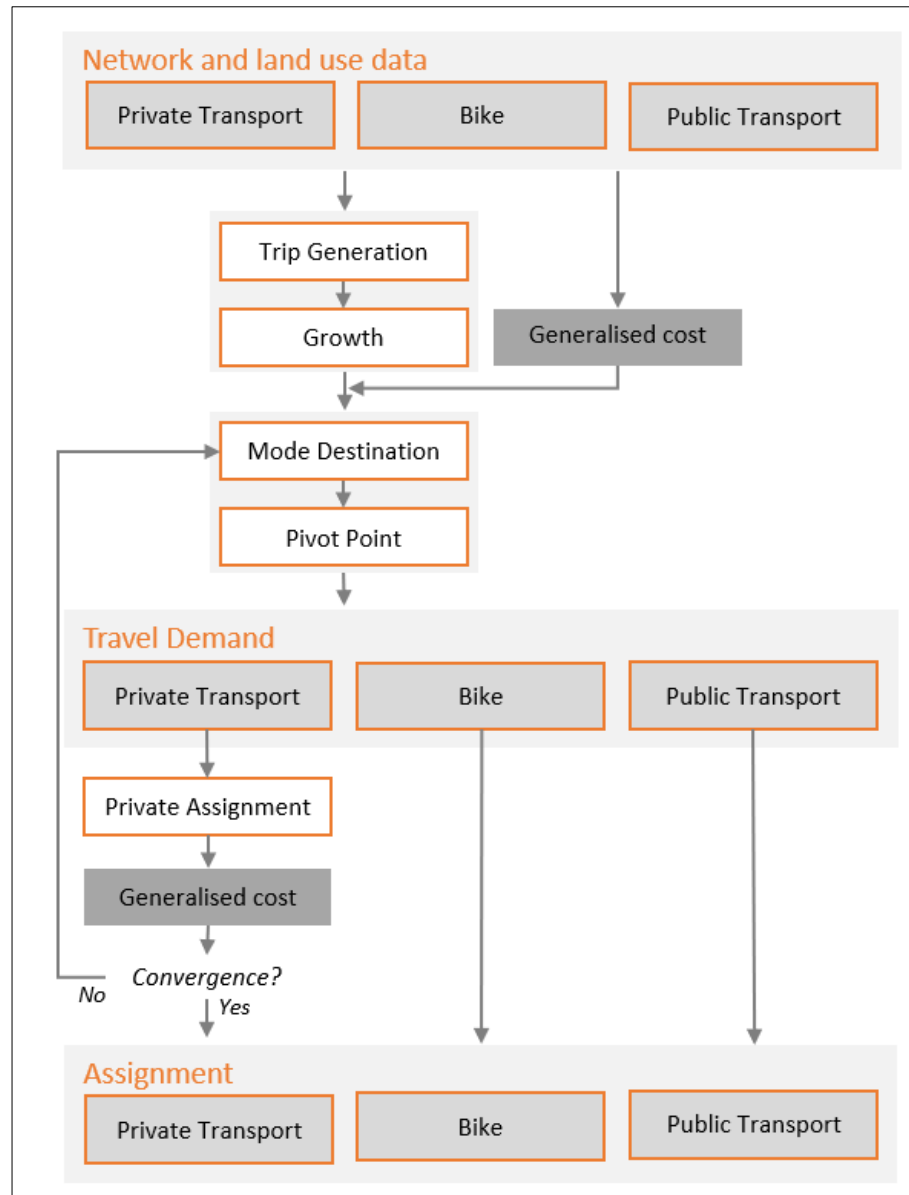 Network and land use data
Private Transport
Bike
Public Transport
Trip Generation
Growth
Generalised cost
Mode Destination
Pivot Point
Travel Demand
Private Transport
Bike
Public Transport
Private Assignment
Generalised cost
Convergence?
No
Yes
Assignment
Private Transport
Bike
Public Transport